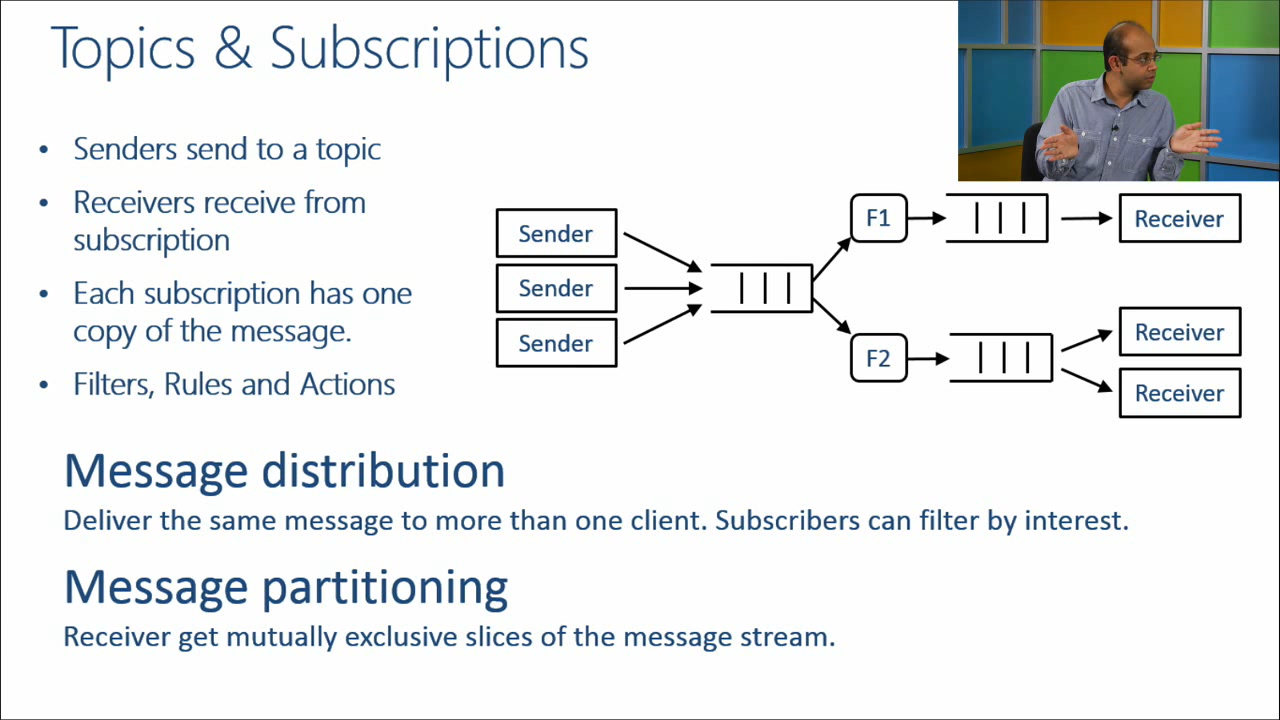 Topics & Subscriptions
• Senders send to a topic
• Receivers receive from
subscription
• Each subscription has one
copy of the message.
• Filters, Rules and Actions
Sender
Sender
Sender
F1
F2
Receiver
Receiver
Receiver
Message distribution
Deliver the same message to more than one client. Subscribers can filter by interest.
Message partitioning
Receiver get mutually exclusive slices of the message stream.